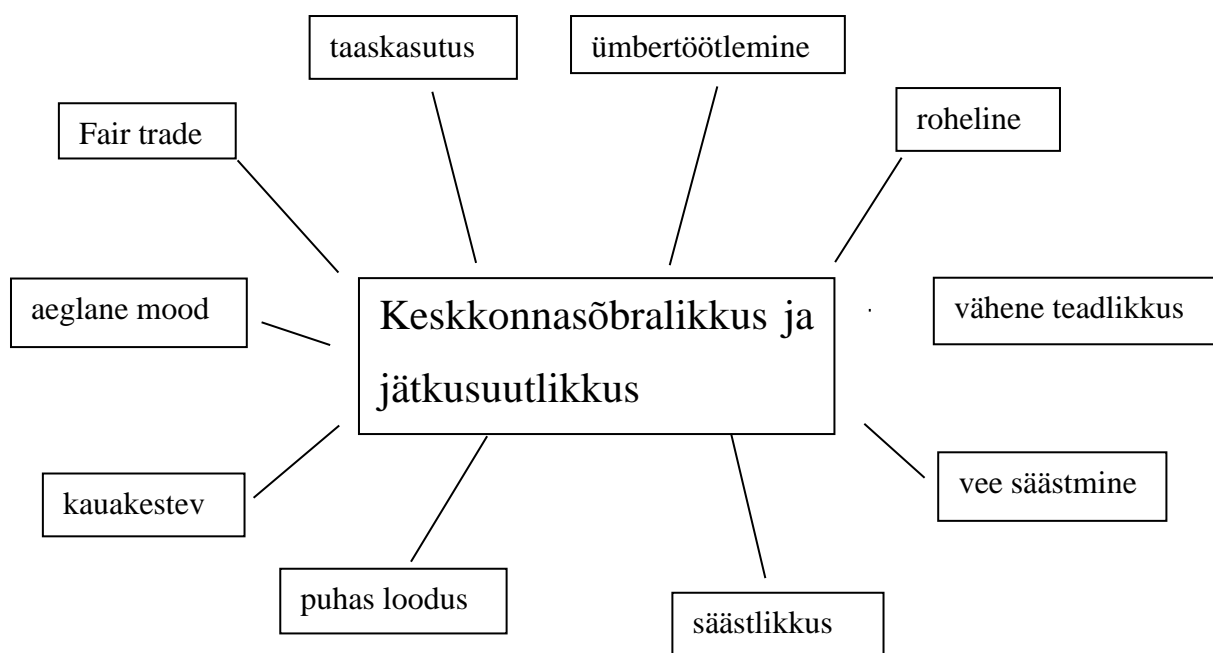 taaskasutus
ümbertöötlemine
Fair trade
roheline
aeglane mood
Keskkonnasõbralikkus ja
jätkusuutlikkus
vähene teadlikkus
kauakestev
vee säästmine
puhas loodus
säästlikkus